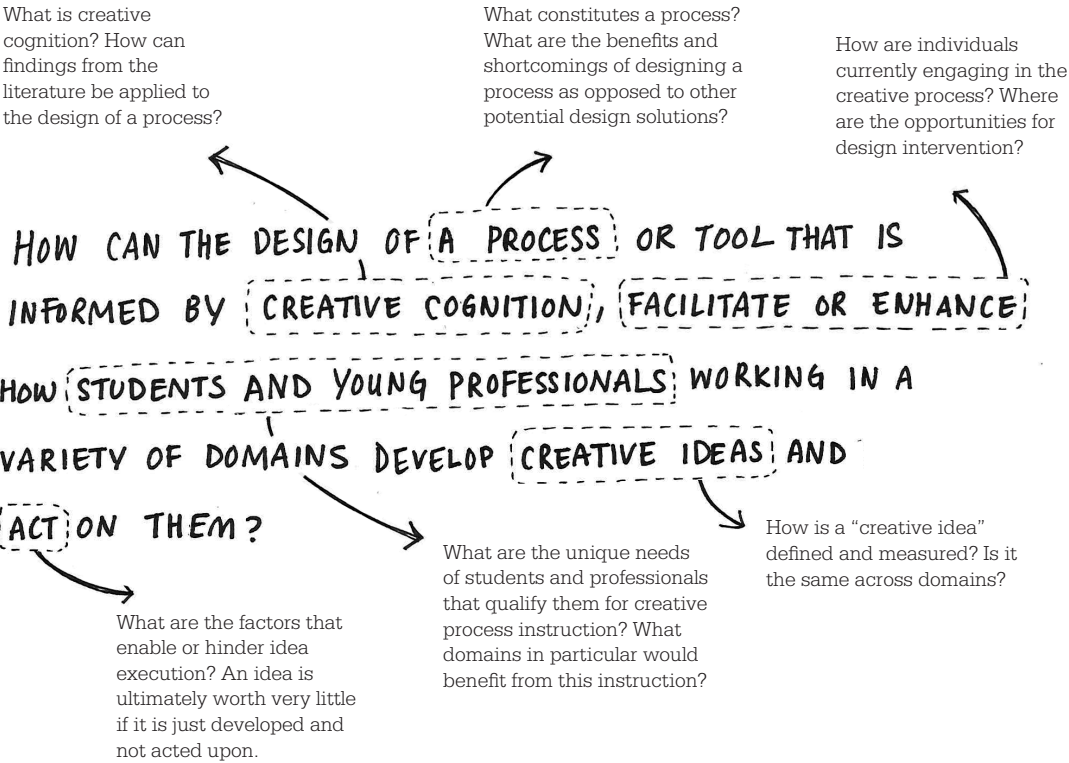 What is creative
cognition? How can
findings from the
literature be applied to
the design of a process?
What constitutes a process?
What are the benefits and
shortcomings of designing a
process as opposed to other
potential design solutions?
How are individuals
currently engaging in the
creative process? Where
are the opportunities for
design intervention?
HOW CAN THE DESIGN OF A PROCESS OR TOOL THAT IS
INFORMED BY CREATIVE COGNITION, FACILITATE OR ENHANCE
HOW STUDENTS AND YOUNG PROFESSIONALS WORKING IN A
VARIETY OF DOMAINS DEVELOP CREATIVE IDEAS AND
ACT ON THEM?
What are the factors that
enable or hinder idea
execution? An idea is
ultimately worth very little
if it is just developed and
not acted upon.
What are the unique needs
of students and professionals
that qualify them for creative
process instruction? What
domains in particular would
benefit from this instruction?
How is a “creative idea”
defined and measured? Is it
the same across domains?